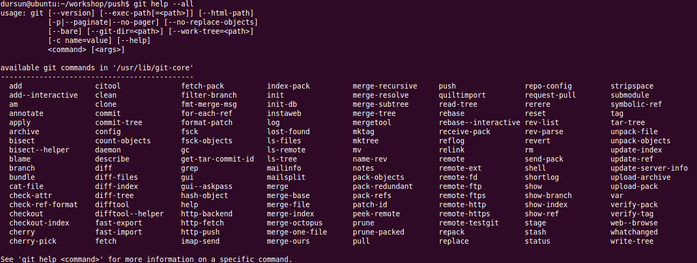 dursun@ubuntu:~/workshop/push$ git help --all
usage: git [--version] [--exec-path[=<path>]] [--html-path]
[-p|--paginate|--no-pager] [--no-replace-objects]
[--bare] [--git-dir=<path>] [--work-tree=<path>]
[-c name=value] [--help]
<command> [<args>]
available git commands in '/usr/lib/git-core'
---------------------------------------------
add citool fetch-pack index-pack merge-recursive push repo-config stripspace
add--interactive clean filter-branch init merge-resolve quiltimport request-pull submodule
am clone fmt-merge-msg init-db merge-subtree read-tree rerere symbolic-ref
annotate commit for-each-ref instaweb merge-tree rebase reset tag
apply commit-tree format-patch log mergetool rebase--interactive rev-list tar-tree
archive config fsck lost-found mktag receive-pack rev-parse unpack-file
bisect count-objects fsck-objects ls-files mktree reflog revert unpack-objects
bisect--helper daemon gc ls-remote mv relink rm update-index
blame describe get-tar-commit-id ls-tree name-rev remote send-pack update-ref
branch diff grep mailinfo notes remote-ext shell update-server-info
bundle diff-files gui mailsplit pack-objects remote-fd shortlog upload-archive
cat-file diff-index gui--askpass merge pack-redundant remote-ftp show upload-pack
check-attr diff-tree hash-object merge-base pack-refs remote-ftps show-branch var
check-ref-format difftool help merge-file patch-id remote-http show-index verify-pack
checkout difftool--helper http-backend merge-index peek-remote remote-https show-ref verify-tag
checkout-index fast-export http-fetch merge-octopus prune remote-testgit stage web--browse
cherry fast-import http-push merge-one-file prune-packed repack stash whatchanged
cherry-pick fetch imap-send merge-ours pull replace status write-tree
See 'git help <command>' for more information on a specific command.